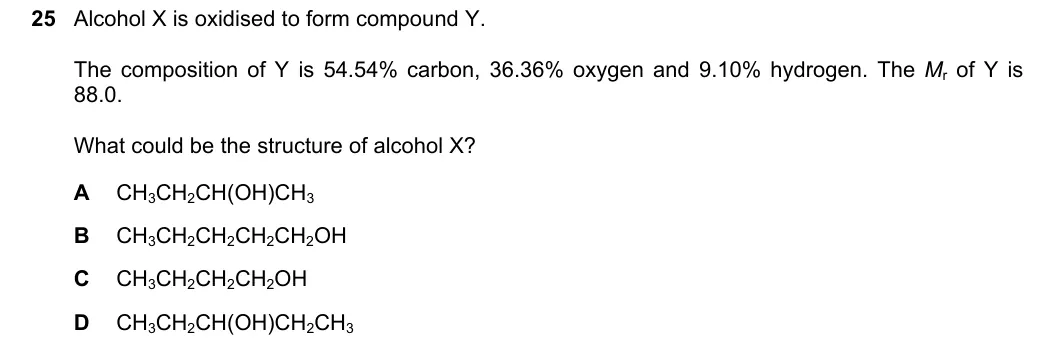 25 Alcohol X is oxidised to form compound Y.
The composition of Y is 54.54% carbon, 36.36% oxygen and 9.10% hydrogen. The Mᵣ of Y is
88.0.
What could be the structure of alcohol X?
A CH₃CH₂CH(OH)CH₃
B CH₃CH₂CH₂CH₂CH₂OH
C CH₃CH₂CH₂CH₂OH
D CH₃CH₂CH(OH)CH₂CH₃